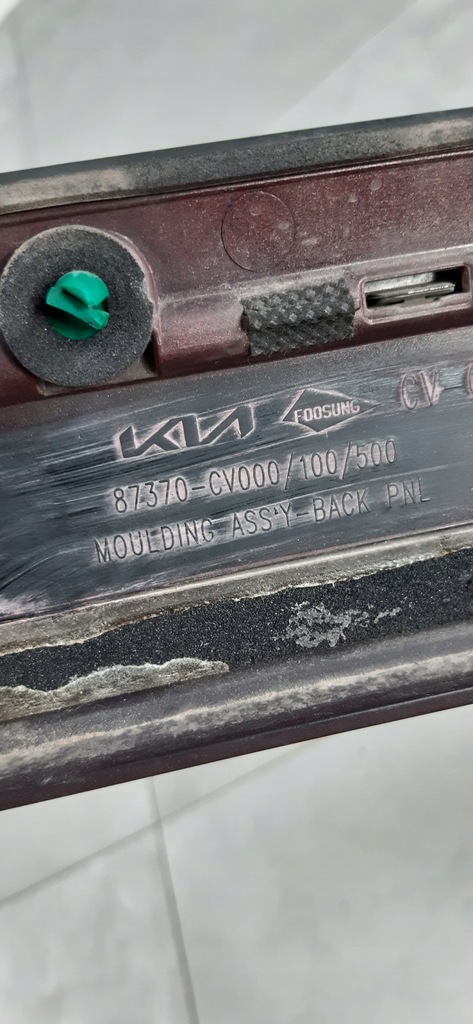 KIA FOOSUNG CV
87370-CV000/100/500
MOULDING ASS'Y-BACK PNL